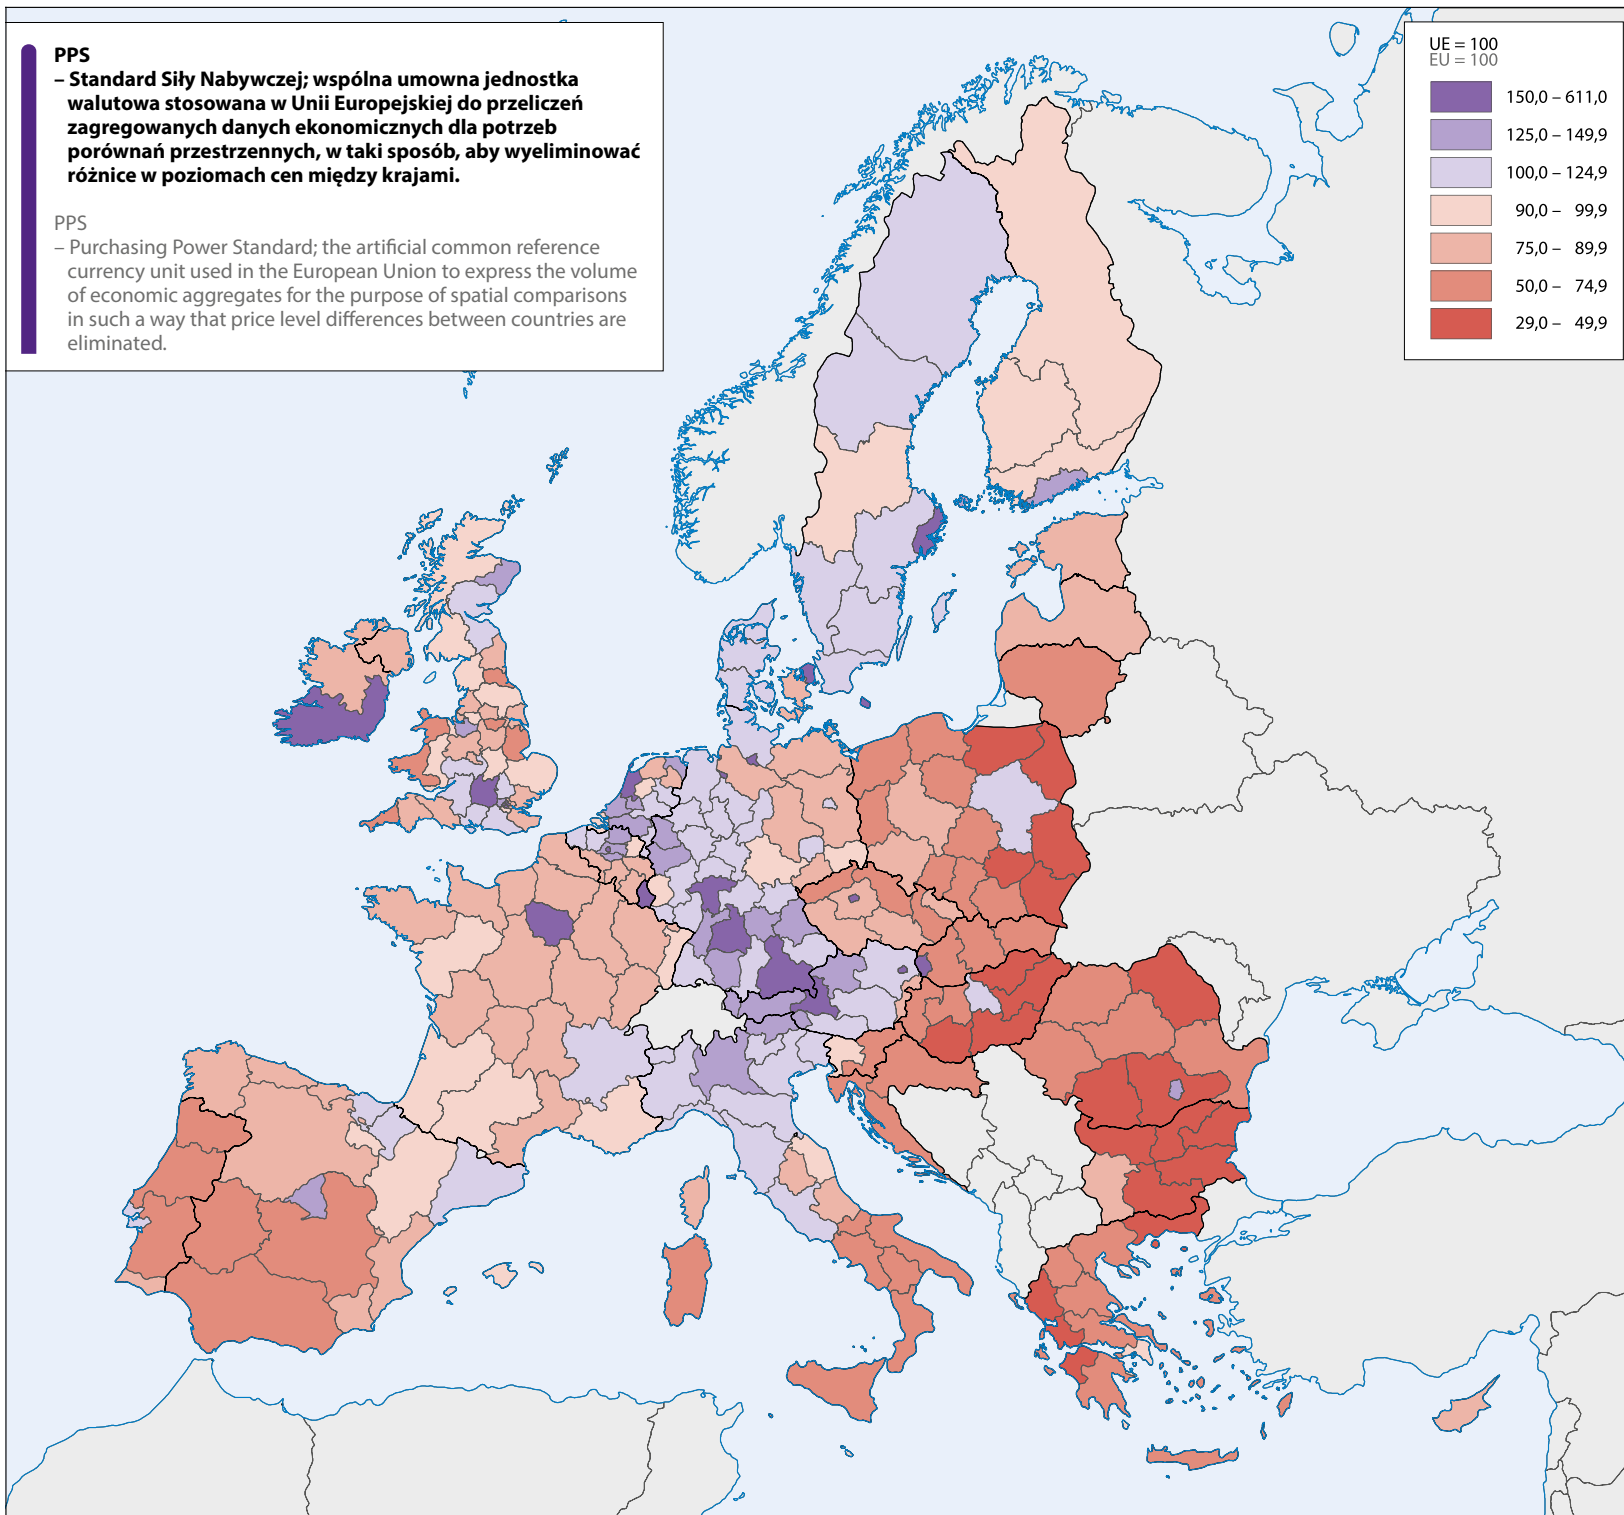 PPS
– Standard Siły Nabywczej; wspólna umowna jednostka
walutowa stosowana w Unii Europejskiej do przeliczeń
zagregowanych danych ekonomicznych dla potrzeb
porównań przestrzennych, w taki sposób, aby wyeliminować
różnice w poziomach cen między krajami.
PPS
– Purchasing Power Standard; the artificial common reference
currency unit used in the European Union to express the volume
of economic aggregates for the purpose of spatial comparisons
in such a way that price level differences between countries are
eliminated.
UE = 100
EU = 100
150,0 – 611,0
125,0 – 149,9
100,0 – 124,9
90,0 – 99,9
75,0 – 89,9
50,0 – 74,9
29,0 – 49,9